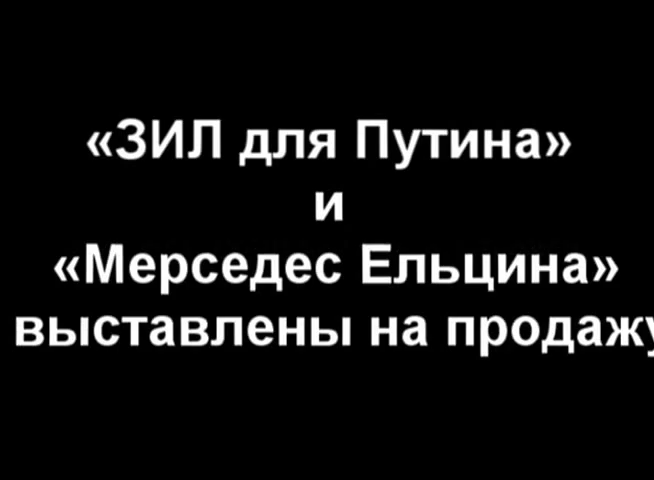 «ЗИЛ для Путина»
и
«Мерседес Ельцина»
выставлены на продажу